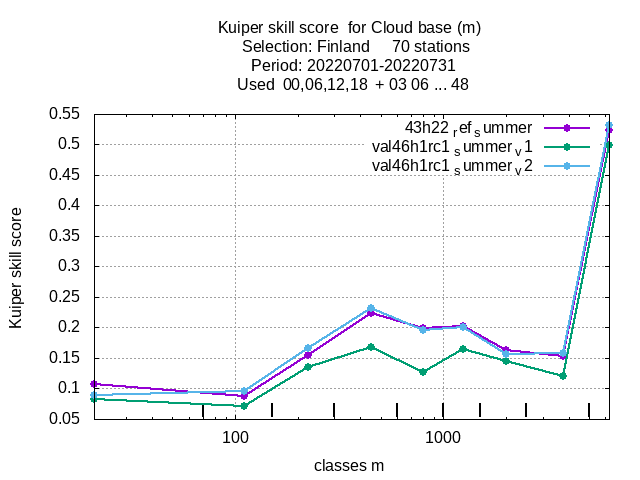 Kuiper skill score  for Cloud base (m)
Selection: Finland     70 stations
Period: 20220701-20220731
Used  00,06,12,18  + 03 06 ... 48
0.55
0.5
0.45
0.4
0.35
0.3
0.25
0.2
0.15
0.1
0.05
Kuiper skill score
43h22 ref summer
val46h1rc1 summer v1
val46h1rc1 summer v2
100
1000
classes m